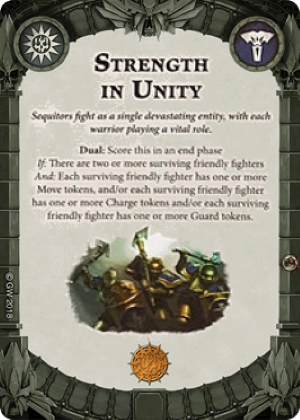 STRENGTH
IN UNITY
Sequitors fight as a single devastating entity, with each
warrior playing a vital role.
Dual: Score this in an end phase
If: There are two or more surviving friendly fighters
And: Each surviving friendly fighter has one or more
Move tokens, and/or each surviving friendly fighter
has one or more Charge tokens and/or each surviving
friendly fighter has one or more Guard tokens.
© GW 2018